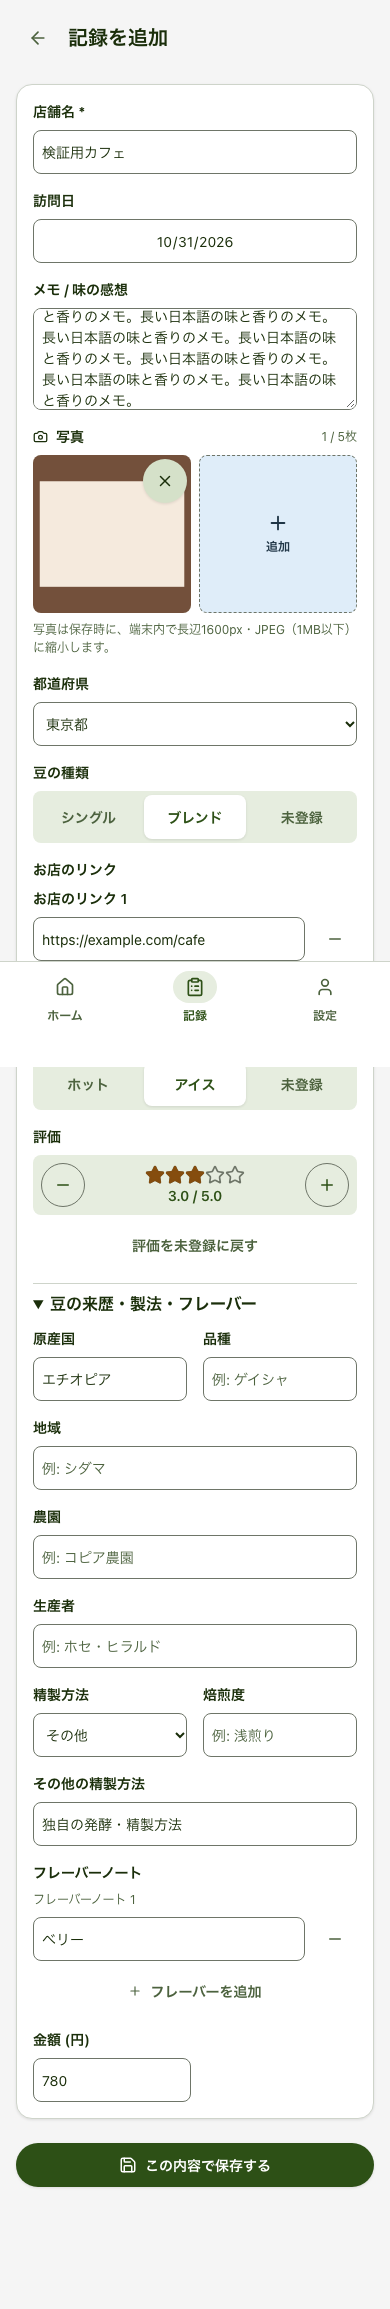 記録を追加
店舗名 *
検証用カフェ
訪問日
10/31/2026
メモ / 味の感想
と香りのメモ。長い日本語の味と香りのメモ。
長い日本語の味と香りのメモ。長い日本語の味
と香りのメモ。長い日本語の味と香りのメモ。
長い日本語の味と香りのメモ。長い日本語の味
と香りのメモ。
写真
1 / 5枚
追加
写真は保存時に、端末内で長辺1600px・JPEG（1MB以下）
に縮小します。
都道府県
東京都
豆の種類
シングル
ブレンド
未登録
お店のリンク
お店のリンク 1
https://example.com/cafe
ホーム
記録
設定
ホット
アイス
未登録
評価
3.0 / 5.0
評価を未登録に戻す
▼ 豆の来歴・製法・フレーバー
原産国
品種
エチオピア
例: ゲイシャ
地域
例: シダマ
農園
例: コピア農園
生産者
例: ホセ・ヒラルド
精製方法
焙煎度
その他
例: 浅煎り
その他の精製方法
独自の発酵・精製方法
フレーバーノート
フレーバーノート 1
ベリー
+ フレーバーを追加
金額 (円)
780
この内容で保存する